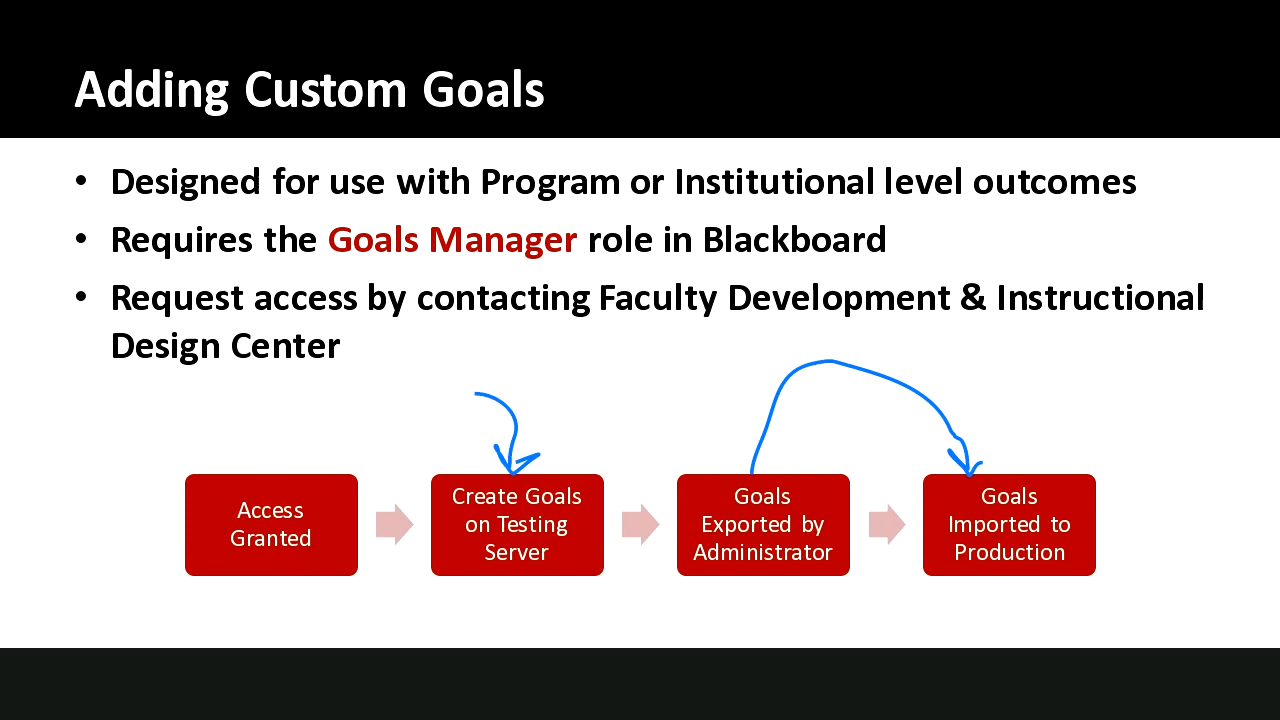 Adding Custom Goals
• Designed for use with Program or Institutional level outcomes
• Requires the Goals Manager role in Blackboard
• Request access by contacting Faculty Development & Instructional
Design Center
Access
Granted
Create Goals
on Testing
Server
Goals
Exported by
Administrator
Goals
Imported to
Production